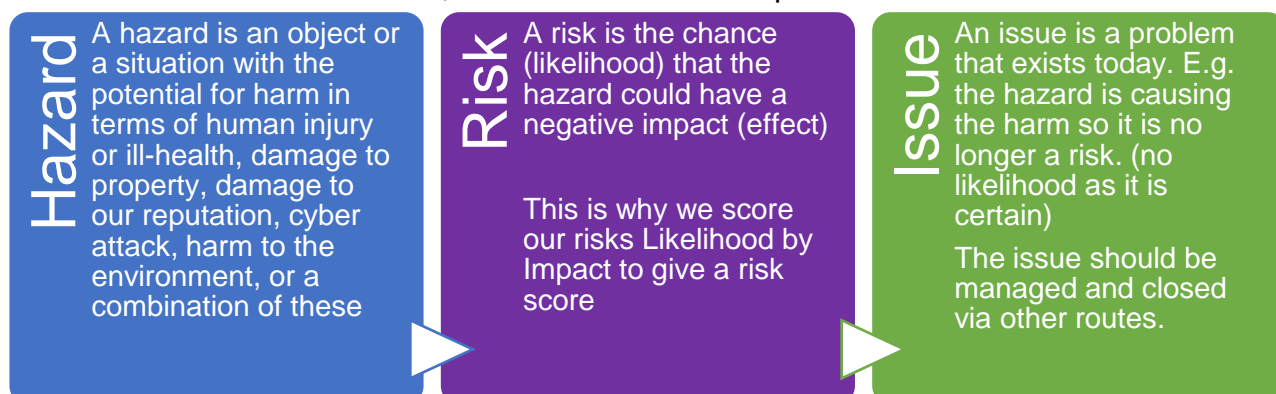 Hazard
A hazard is an object or
a situation with the
potential for harm in
terms of human injury
or ill-health, damage to
property, damage to
our reputation, cyber
attack, harm to the
environment, or a
combination of these
Risk
A risk is the chance
(likelihood) that the
hazard could have a
negative impact (effect)
This is why we score
our risks Likelihood by
Impact to give a risk
score
Issue
An issue is a problem
that exists today. E.g.
the hazard is causing
the harm so it is no
longer a risk. (no
likelihood as it is
certain)
The issue should be
managed and closed
via other routes.